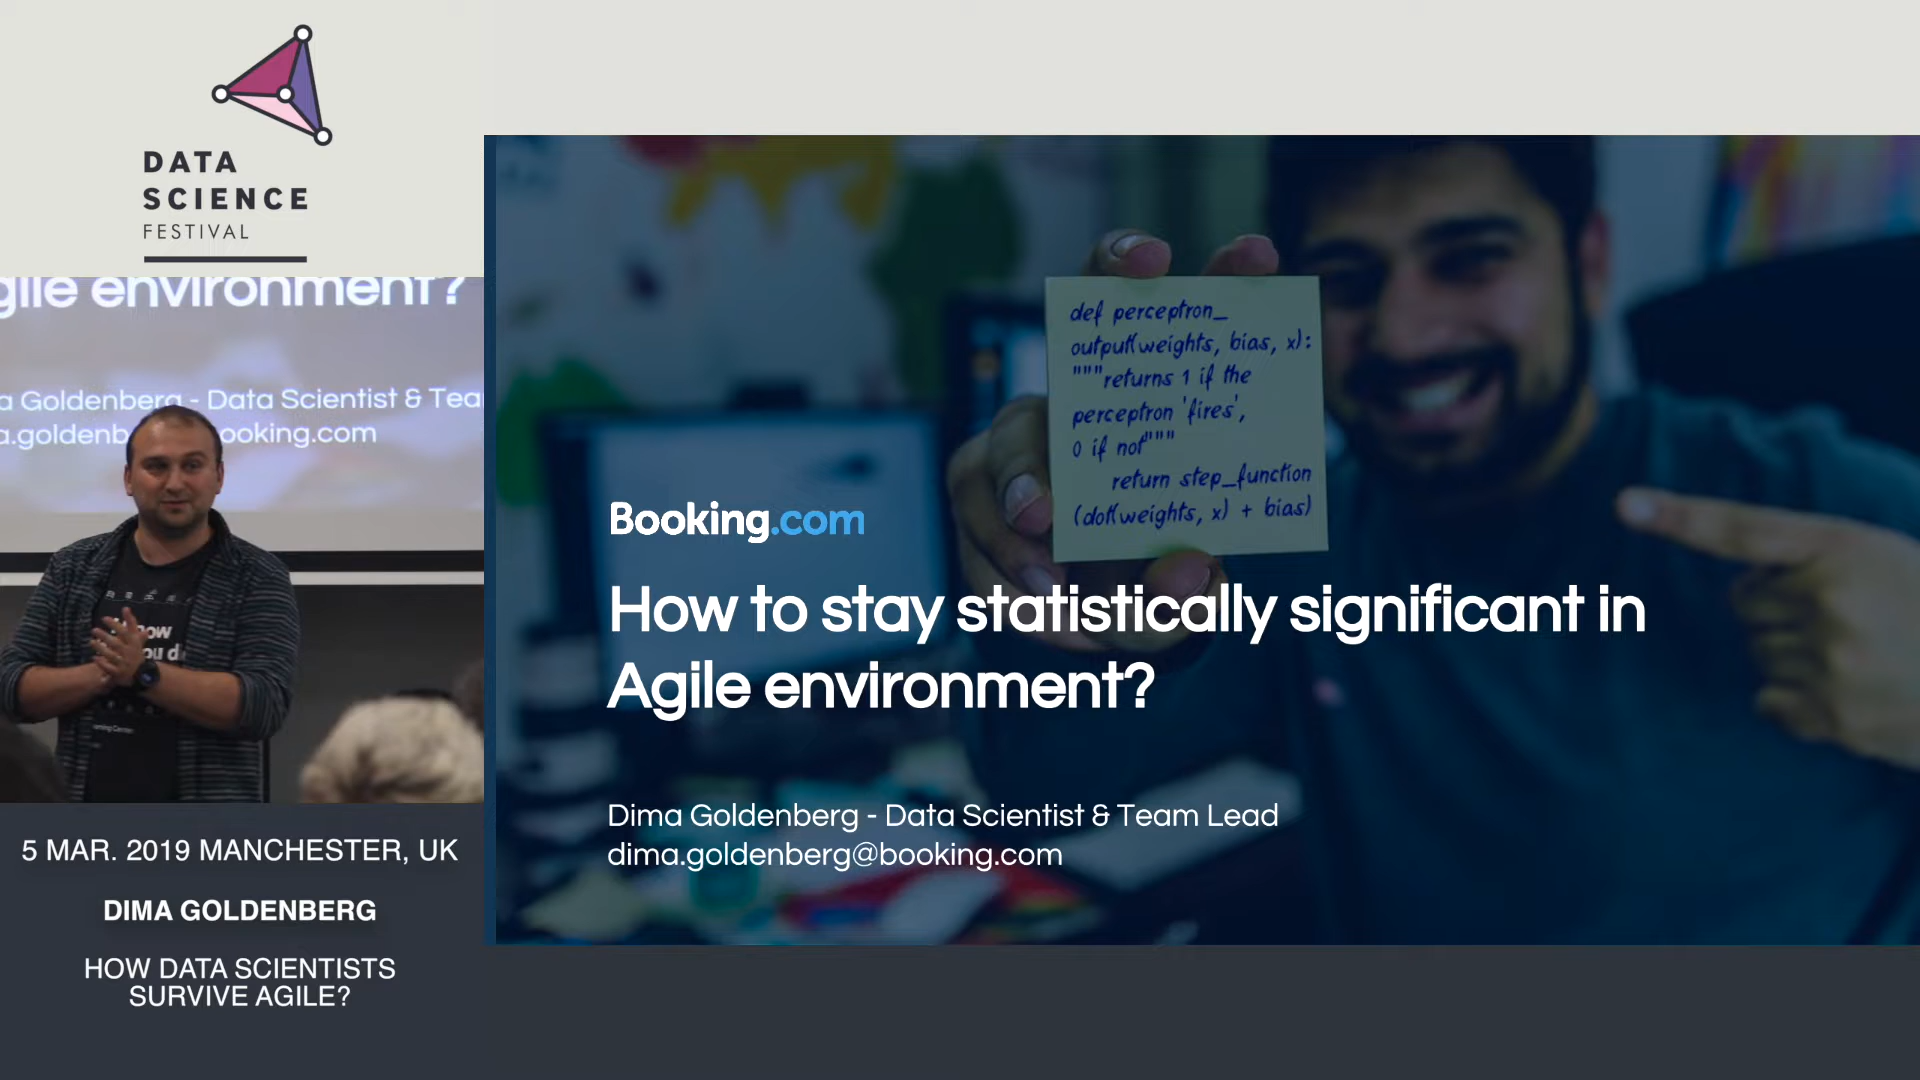 DATA
SCIENCE
FESTIVAL
gile environment?
a Goldenberg - Data Scientist & Tea
a.goldenb ooking.com
now
ou d
def perceptron_
output(weights, bias, x):
"""returns 1 if the
perceptron 'fires',
0 if not"""
return step_function
(dot(weights, x) + bias)
Booking.com
How to stay statistically significant in
Agile environment?
Dima Goldenberg - Data Scientist & Team Lead
dima.goldenberg@booking.com
5 MAR. 2019 MANCHESTER, UK
DIMA GOLDENBERG
HOW DATA SCIENTISTS
SURVIVE AGILE?